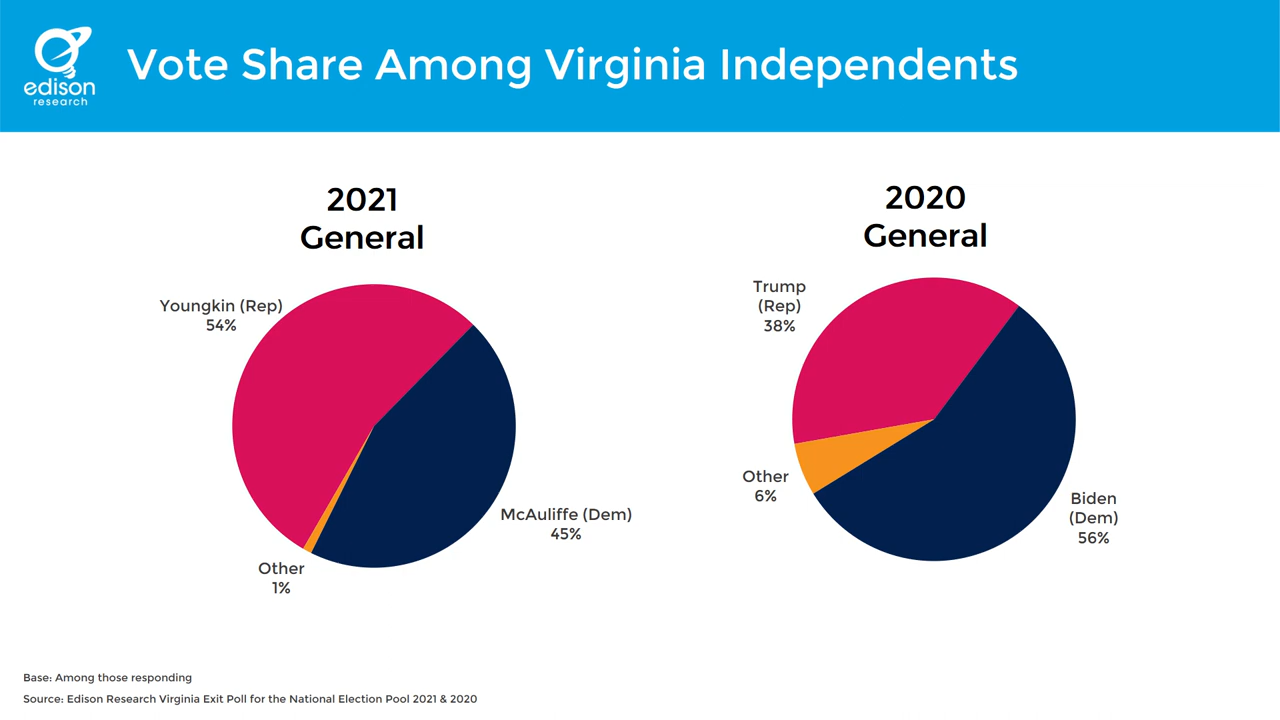 edison
research
Vote Share Among Virginia Independents
2021
General
Youngkin (Rep)
54%
McAuliffe (Dem)
45%
Other
1%
2020
General
Trump
(Rep)
38%
Other
6%
Biden
(Dem)
56%
Base: Among those responding
Source: Edison Research Virginia Exit Poll for the National Election Pool 2021 & 2020